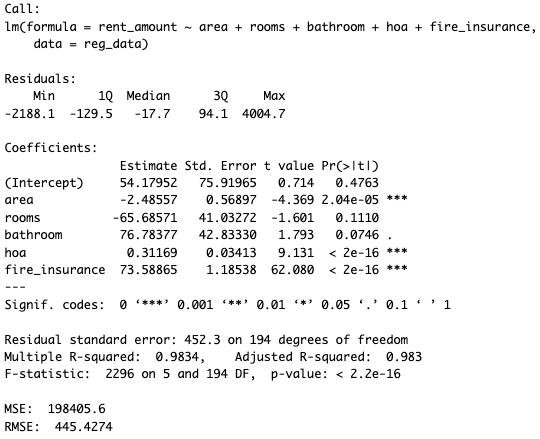 Call:
lm(formula = rent_amount ~ area + rooms + bathroom + hoa + fire_insurance,
    data = reg_data)
Residuals:
    Min      1Q  Median      3Q     Max
-2188.1  -129.5   -17.7    94.1  4004.7
Coefficients:
               Estimate Std. Error t value Pr(>|t|)
(Intercept)    54.17952   75.91965   0.714   0.4763
area           -2.48557    0.56897  -4.369 2.04e-05 ***
rooms         -65.68571   41.03272  -1.601   0.1110
bathroom       76.78377   42.83330   1.793   0.0746 .
hoa             0.31169    0.03413   9.131  < 2e-16 ***
fire_insurance 73.58865    1.18538  62.080  < 2e-16 ***
---
Signif. codes:  0 ‘***’ 0.001 ‘**’ 0.01 ‘*’ 0.05 ‘.’ 0.1 ‘ ’ 1
Residual standard error: 452.3 on 194 degrees of freedom
Multiple R-squared:  0.9834,    Adjusted R-squared:  0.983
F-statistic:  2296 on 5 and 194 DF,  p-value: < 2.2e-16
MSE:  198405.6
RMSE:  445.4274